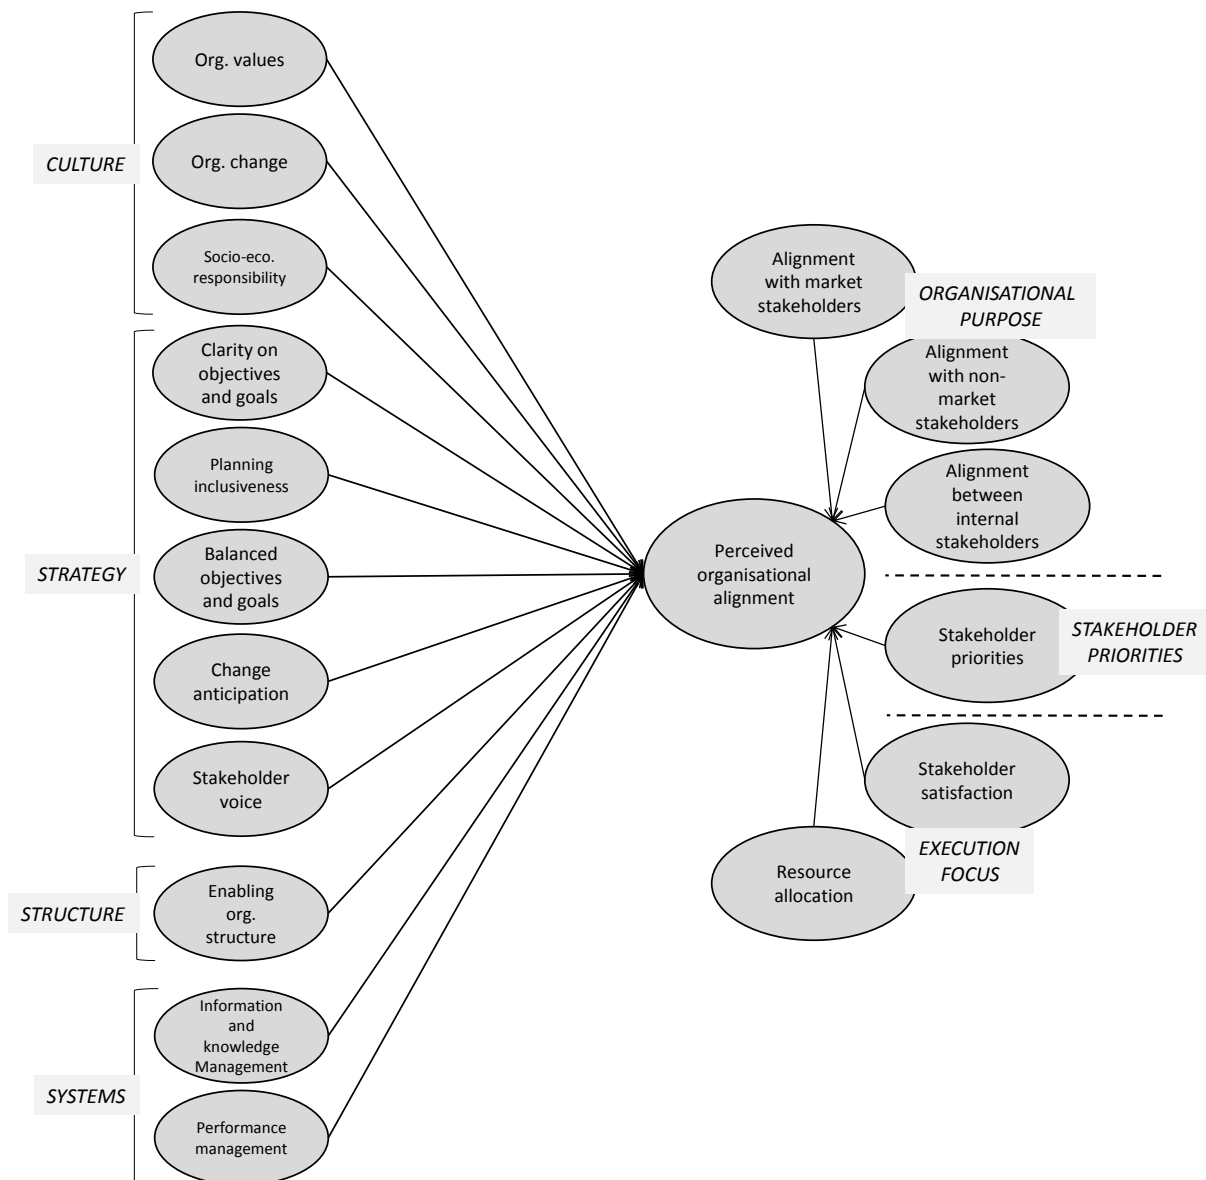 CULTURE
Org. values
Org. change
Socio-eco.
responsibility
STRATEGY
Clarity on
objectives
and goals
Planning
inclusiveness
Balanced
objectives
and goals
Change
anticipation
Stakeholder
voice
STRUCTURE
Enabling
org.
structure
SYSTEMS
Information
and
knowledge
Management
Performance
management
Perceived
organisational
alignment
Alignment
with market
stakeholders
ORGANISATIONAL
PURPOSE
Alignment
with non-
market
stakeholders
Alignment
between
internal
stakeholders
Stakeholder
priorities
STAKEHOLDER
PRIORITIES
Stakeholder
satisfaction
EXECUTION
FOCUS
Resource
allocation